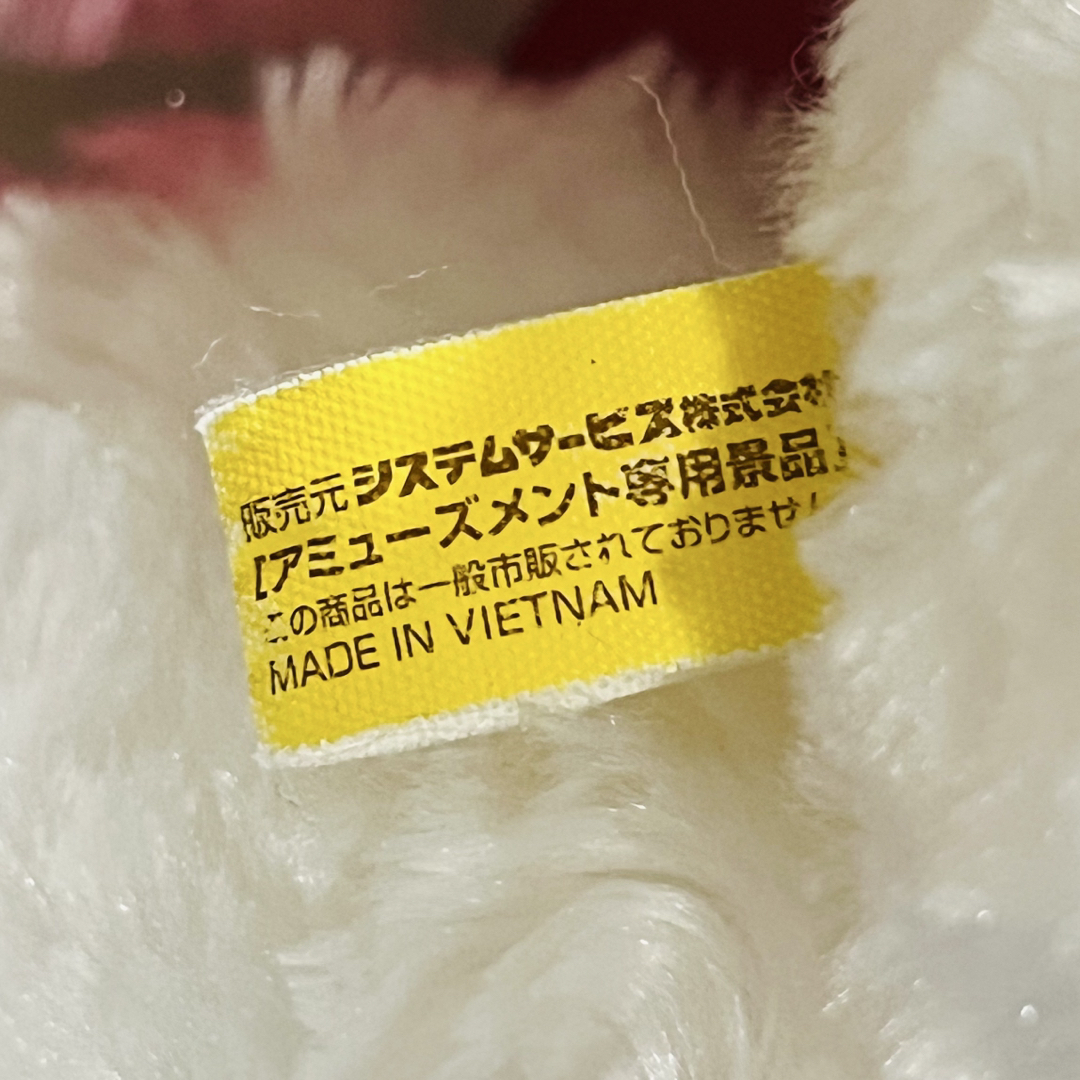 販売元 システムサービス株式会社
[アミューズメント専用景品]
この商品は一般市販されておりませ
MADE IN VIETNAM